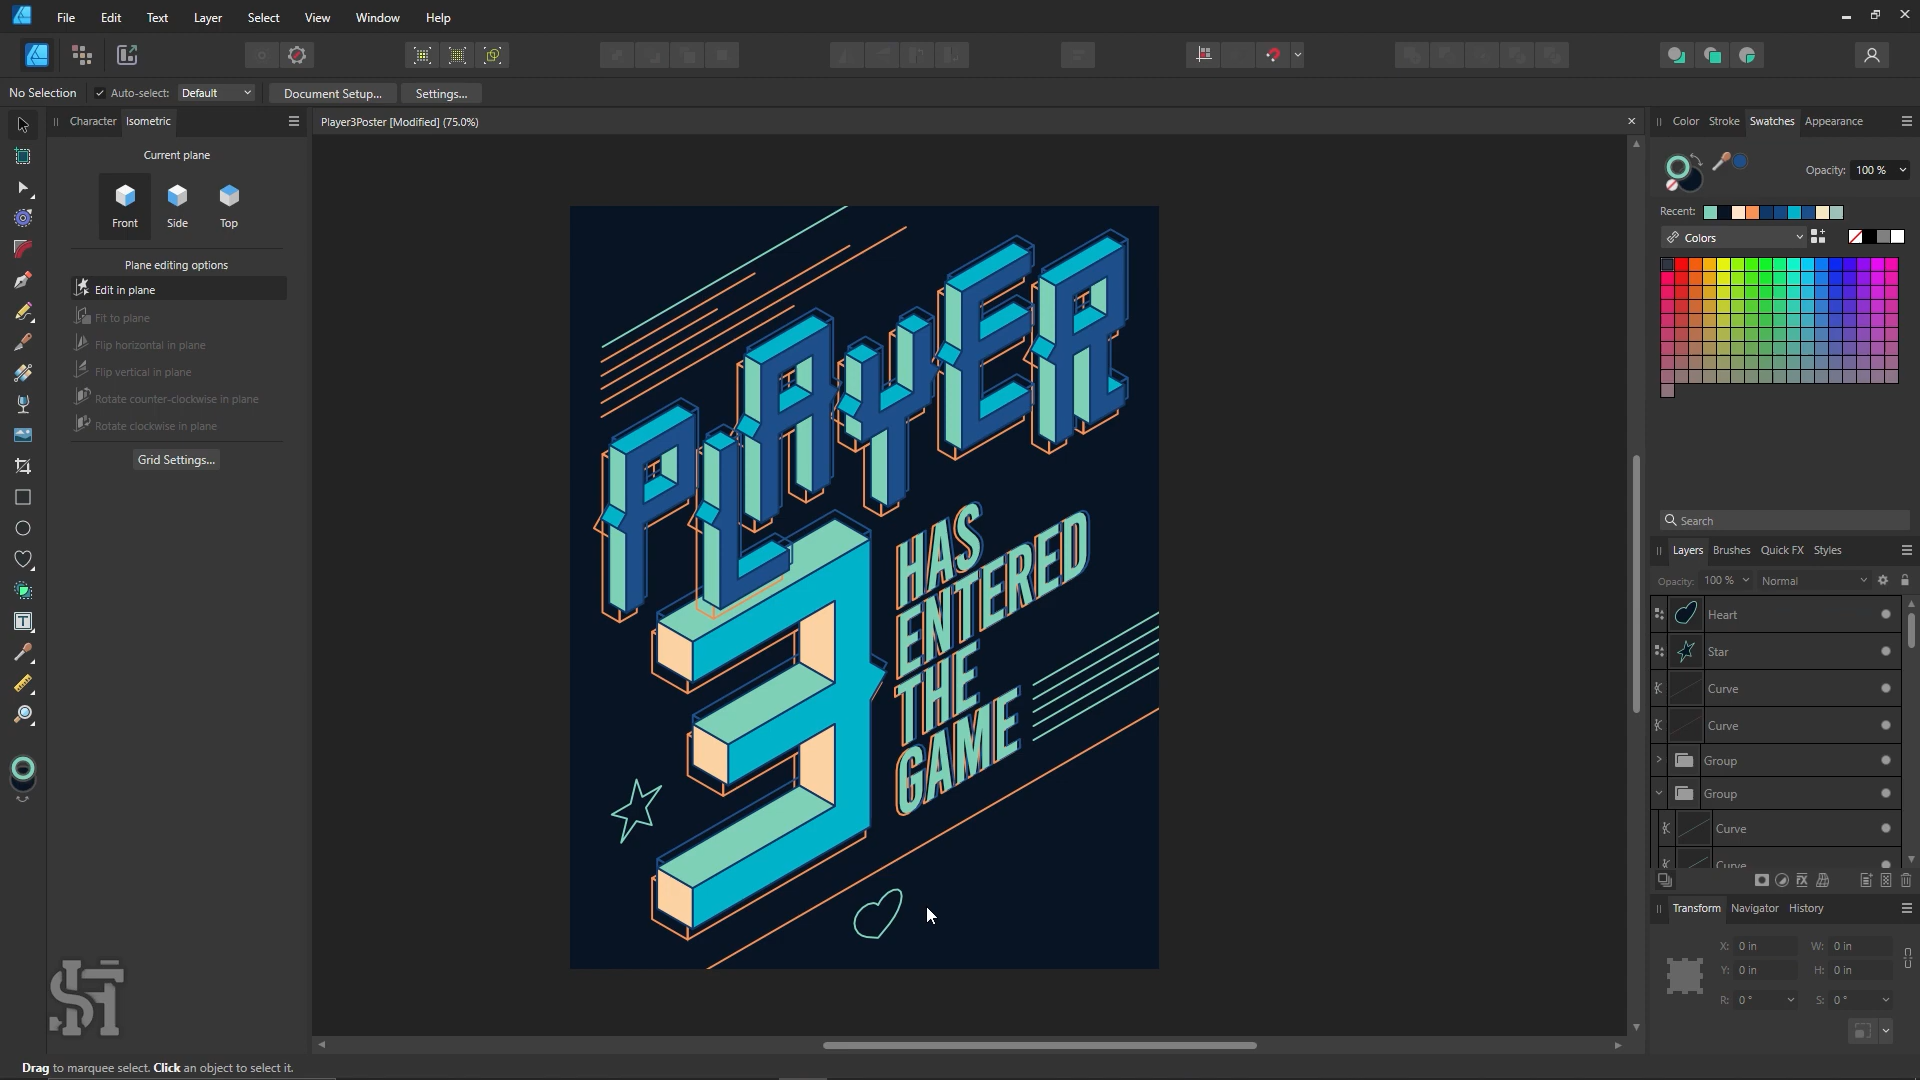 File Edit Text Layer Select View Window Help
No Selection Auto-select: Default Document Setup... Settings...
Character Isometric
Player3Poster [Modified] (75.0%)
Color Stroke Swatches Appearance
Current plane
Front Side Top
Plane editing options
Edit in plane
Fit to plane
Flip horizontal in plane
Flip vertical in plane
Rotate counter-clockwise in plane
Rotate clockwise in plane
Grid Settings...
PLAYER
3
HAS
ENTERED
THE
GAME
Opacity: 100 %
Recent:
Colors
Search
Layers Brushes Quick FX Styles
Opacity: 100 % Normal
Heart
Star
Curve
Curve
Group
Group
Curve
Curve
Transform Navigator History
X: 0 in W: 0 in
Y: 0 in H: 0 in
R: 0 ° S: 0 °
Drag to marquee select. Click an object to select it.